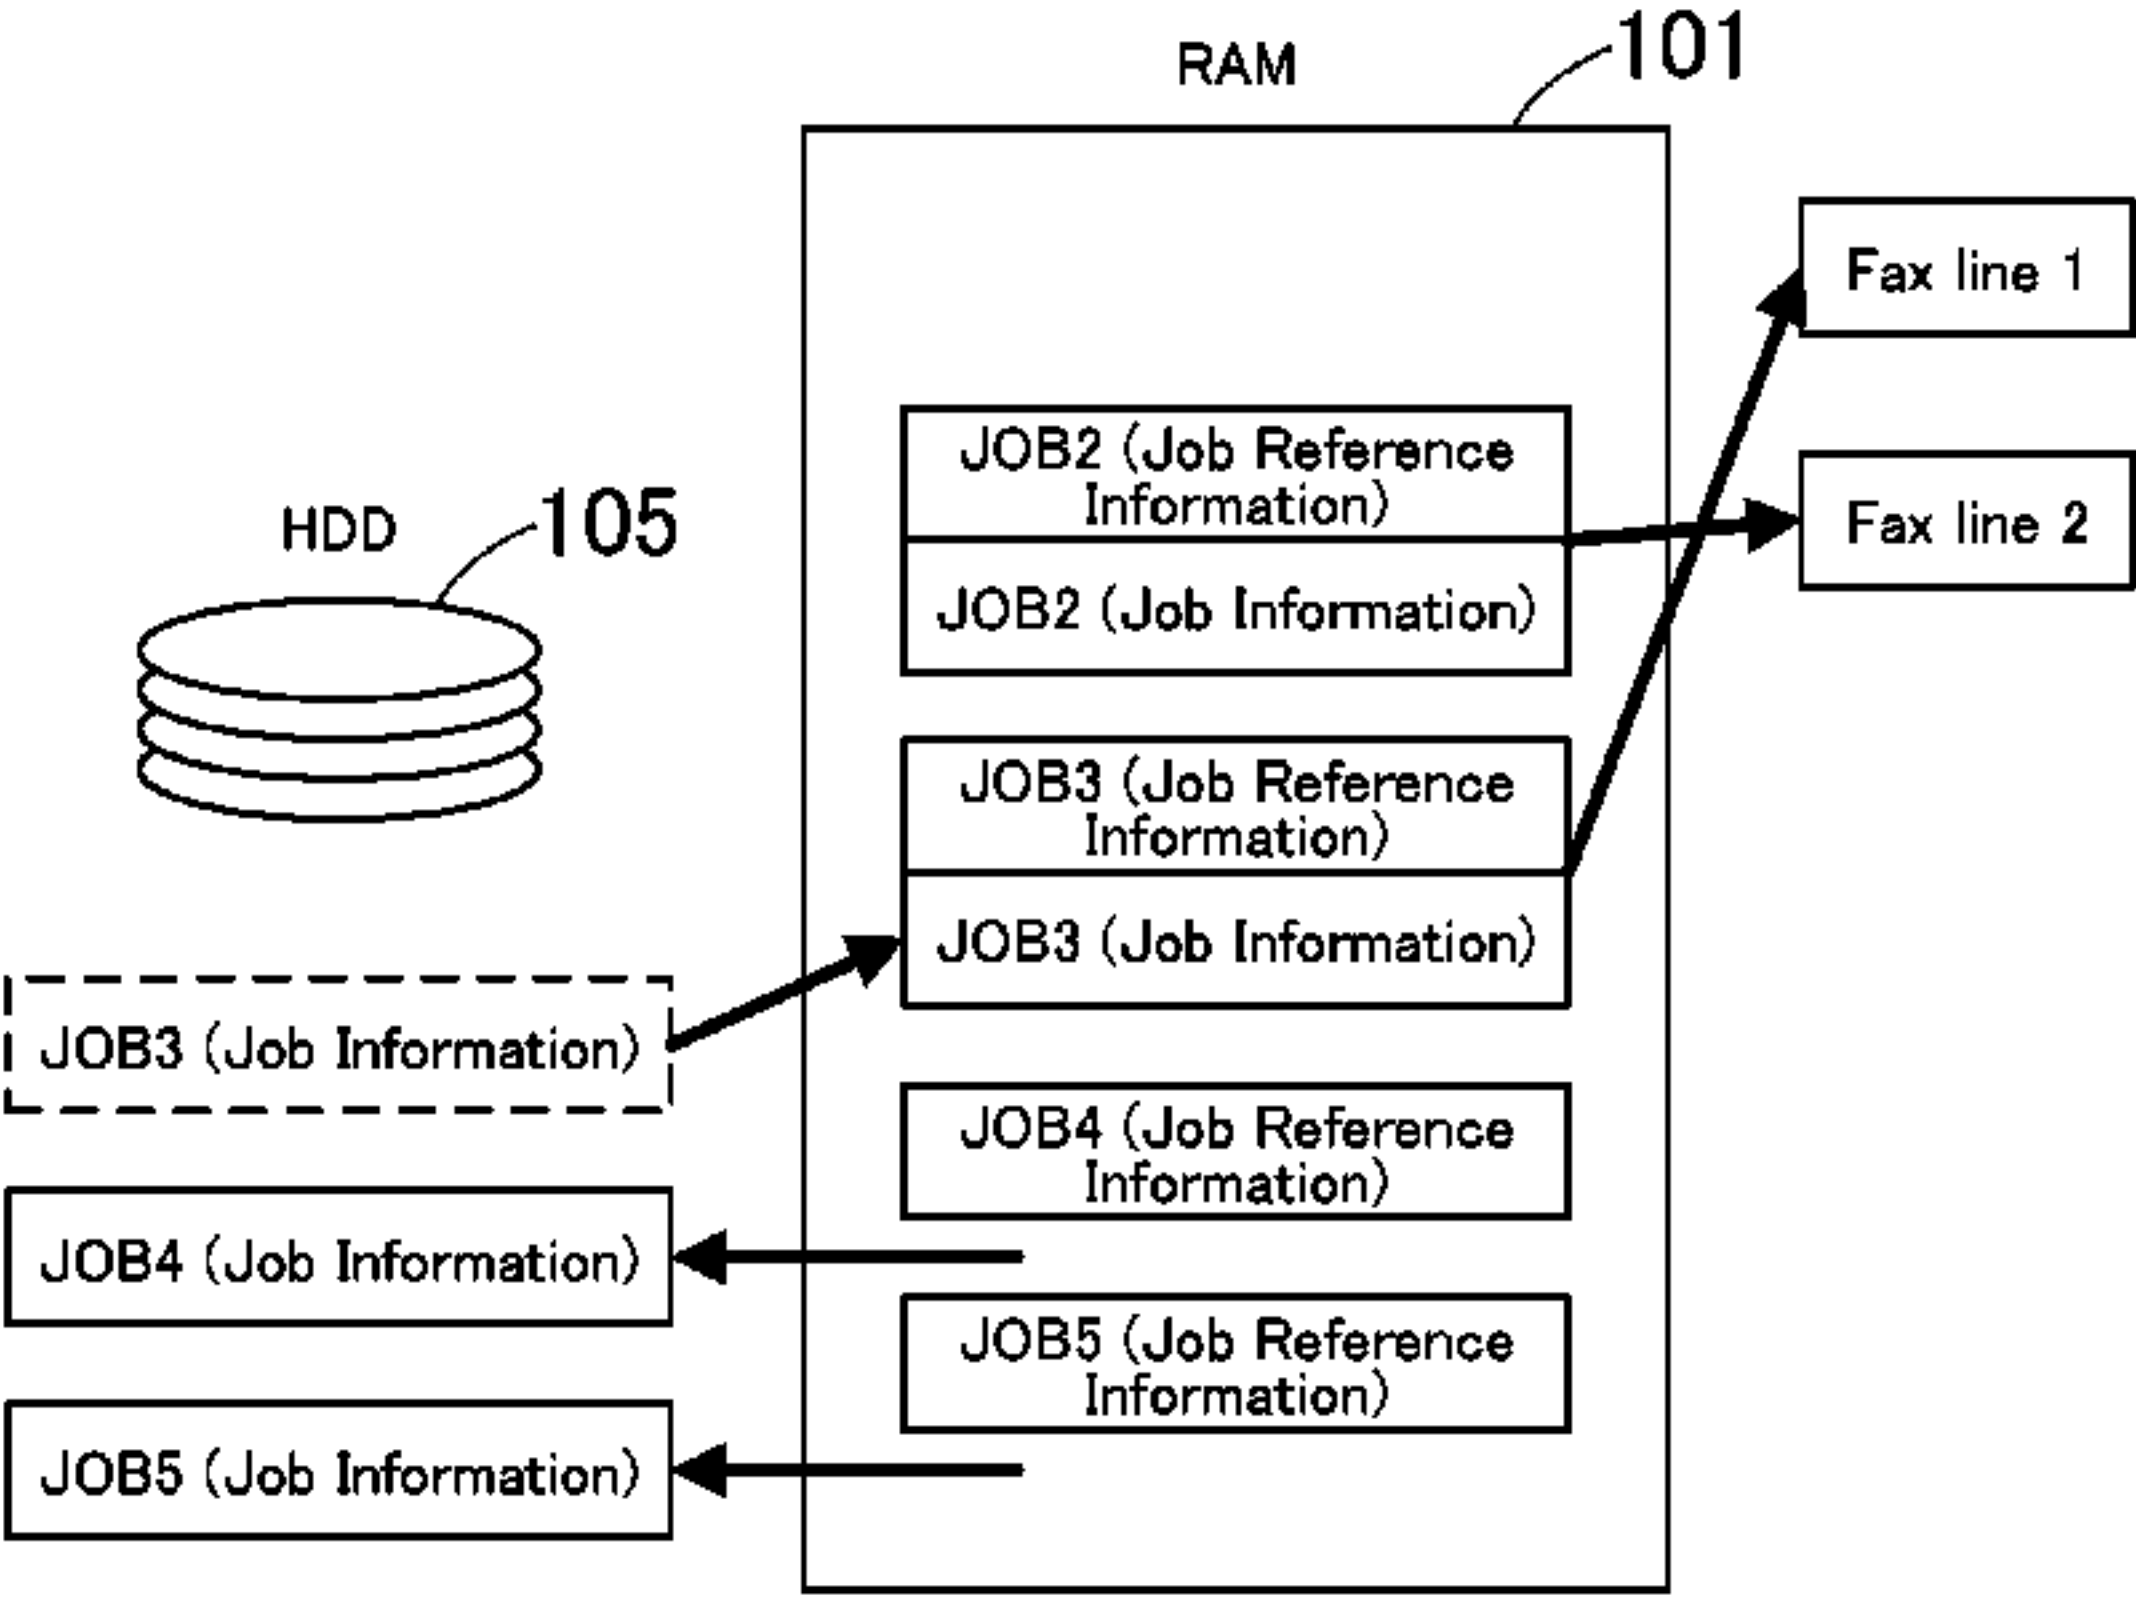 RAM
101
Fax line 1
JOB2 (Job Reference
Information)
Fax line 2
HDD
105
JOB2 (Job Information)
JOB3 (Job Reference
Information)
JOB3 (Job Information)
JOB3 (Job Information)
JOB4 (Job Reference
Information)
JOB4 (Job Information)
JOB5 (Job Reference
Information)
JOB5 (Job Information)